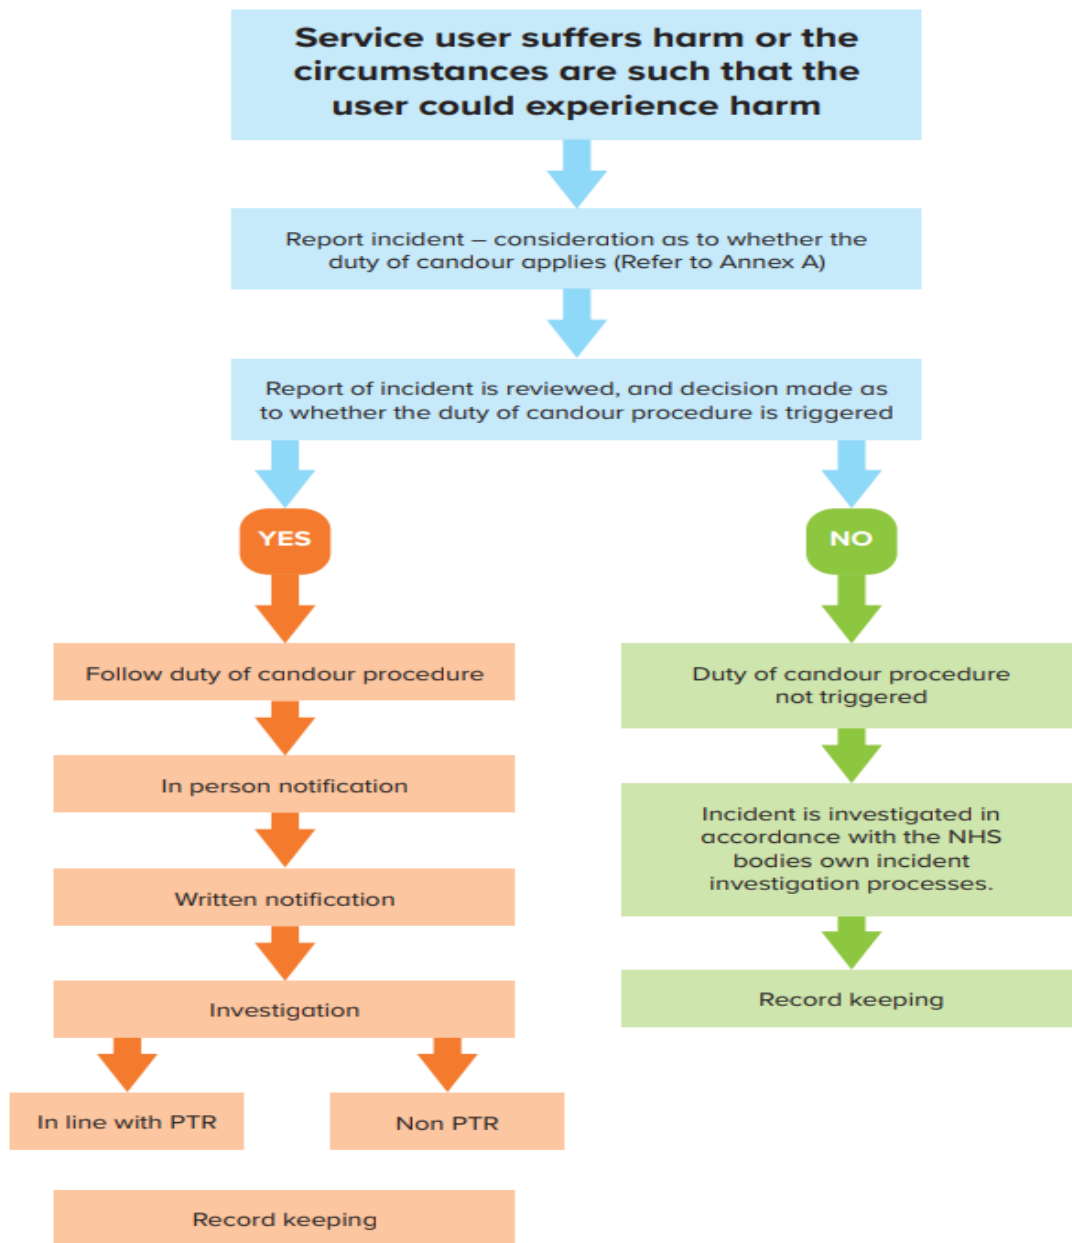 Service user suffers harm or the
circumstances are such that the
user could experience harm
Report incident – consideration as to whether the
duty of candour applies (Refer to Annex A)
Report of incident is reviewed, and decision made as
to whether the duty of candour procedure is triggered
YES
NO
Follow duty of candour procedure
In person notification
Written notification
Investigation
In line with PTR
Non PTR
Record keeping
Duty of candour procedure
not triggered
Incident is investigated in
accordance with the NHS
bodies own incident
investigation processes.
Record keeping